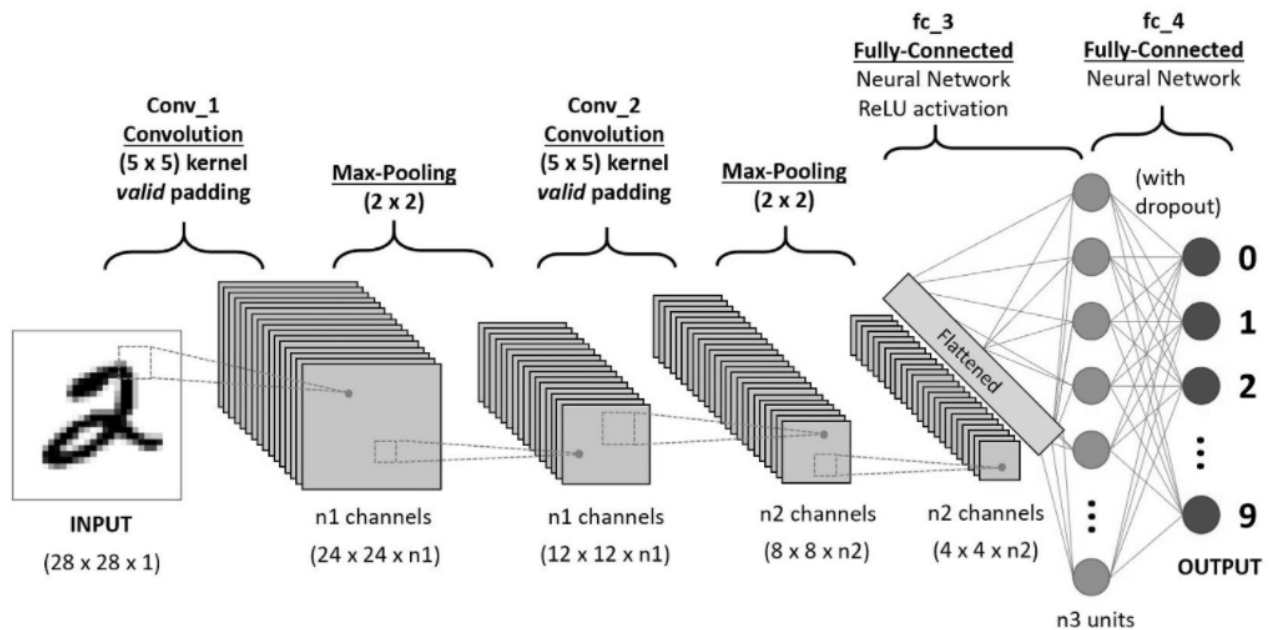 Conv_1
Convolution
(5 x 5) kernel
valid padding
Max-Pooling
(2 x 2)
Conv_2
Convolution
(5 x 5) kernel
valid padding
Max-Pooling
(2 x 2)
fc_3
Fully-Connected
Neural Network
ReLU activation
fc_4
Fully-Connected
Neural Network
(with
dropout)
Flattened
0
1
2
9
OUTPUT
2
INPUT
(28 x 28 x 1)
n1 channels
(24 x 24 x n1)
n1 channels
(12 x 12 x n1)
n2 channels
(8 x 8 x n2)
n2 channels
(4 x 4 x n2)
n3 units